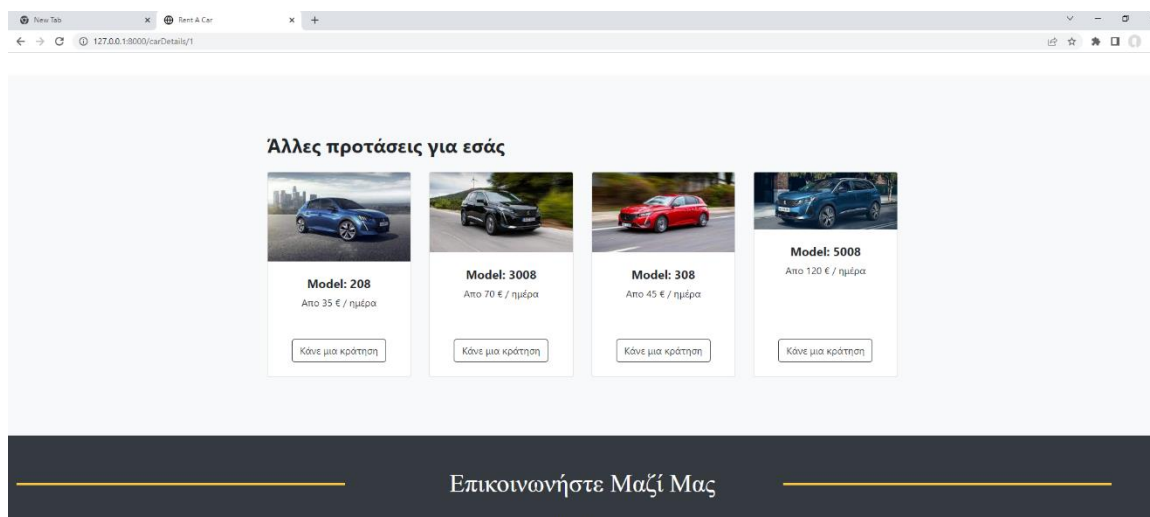 New Tab
Rent A Car
127.0.0.1:8000/carDetails/1
Άλλες προτάσεις για εσάς
Model: 208
Απο 35 € / ημέρα
Κάνε μια κράτηση
Model: 3008
Απο 70 € / ημέρα
Κάνε μια κράτηση
Model: 308
Απο 45 € / ημέρα
Κάνε μια κράτηση
Model: 5008
Απο 120 € / ημέρα
Κάνε μια κράτηση
Επικοινωνήστε Μαζί Μας